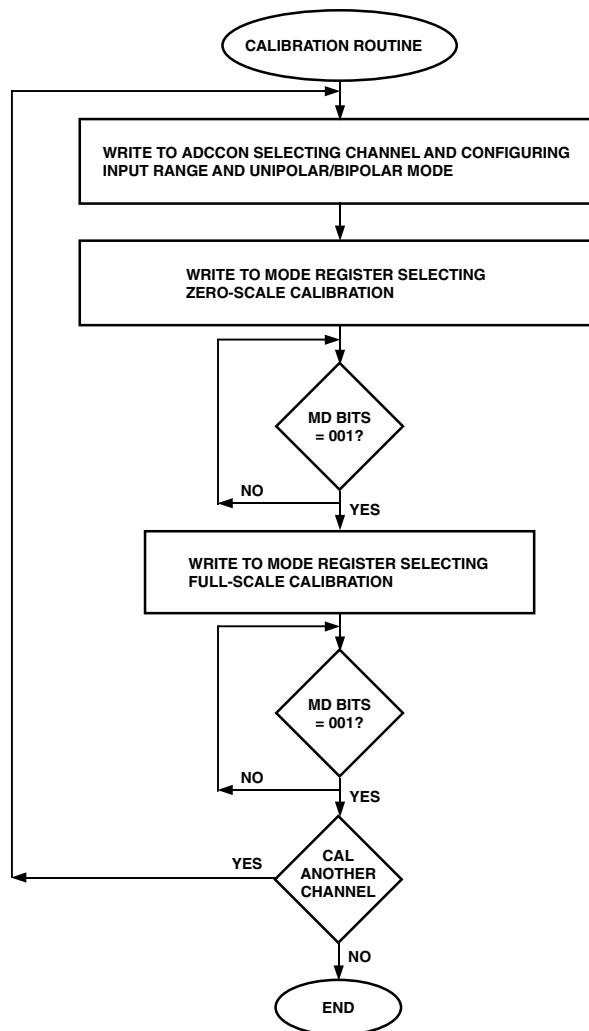 CALIBRATION ROUTINE
WRITE TO ADCCON SELECTING CHANNEL AND CONFIGURING
INPUT RANGE AND UNIPOLAR/BIPOLAR MODE
WRITE TO MODE REGISTER SELECTING
ZERO-SCALE CALIBRATION
MD BITS
= 001?
NO
YES
WRITE TO MODE REGISTER SELECTING
FULL-SCALE CALIBRATION
MD BITS
= 001?
NO
YES
YES
CAL
ANOTHER
CHANNEL
NO
END